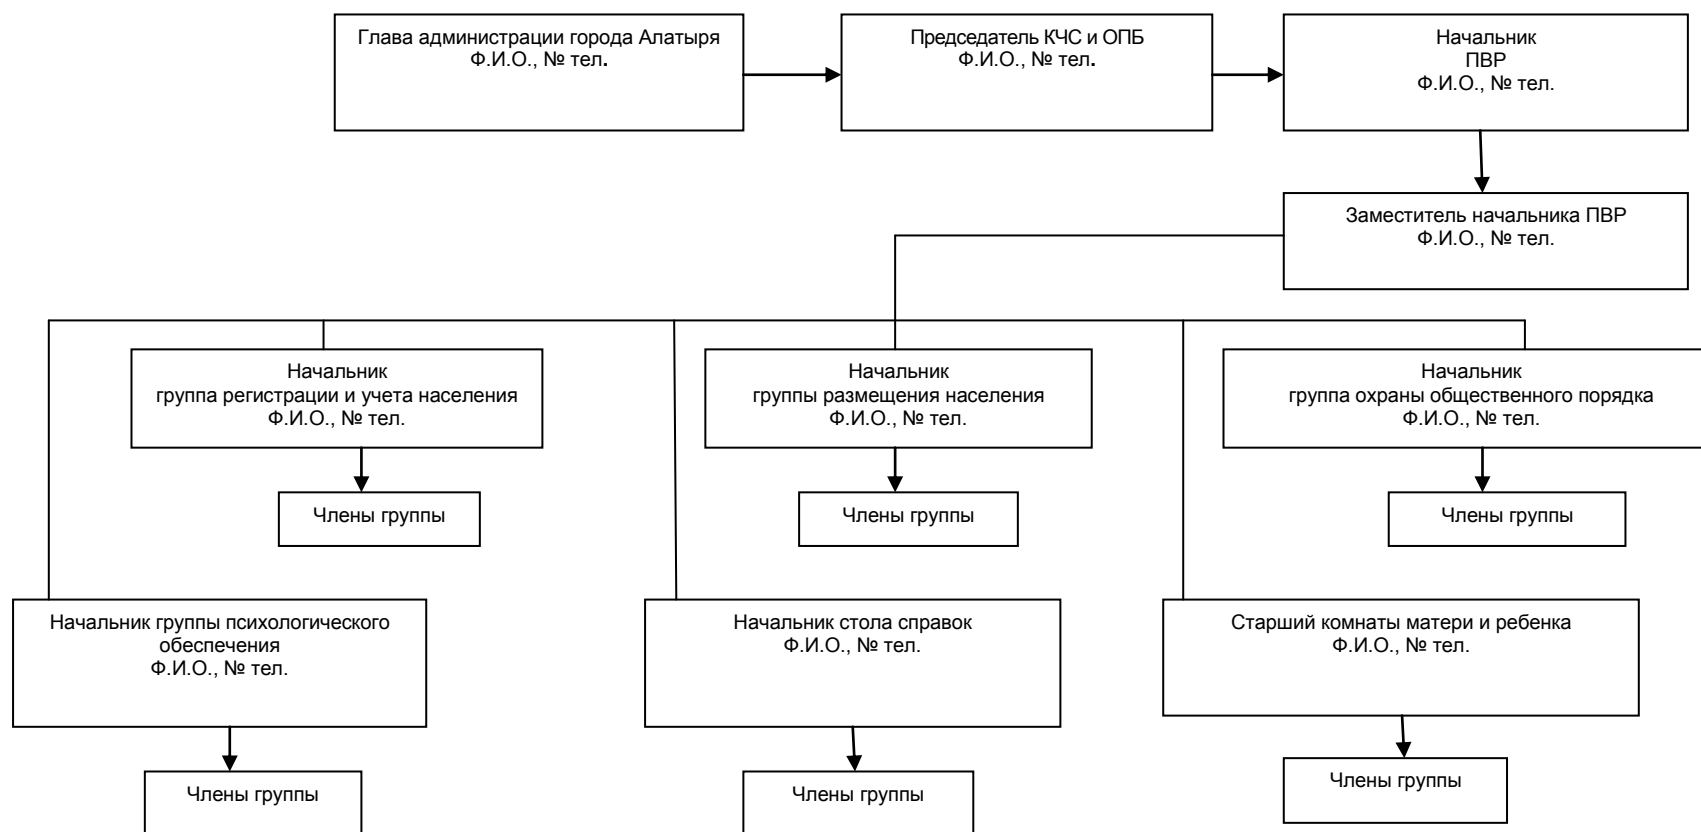 Глава администрации города Алатыря
Ф.И.О., № тел.
Председатель КЧС и ОПБ
Ф.И.О., № тел.
Начальник
ПВР
Ф.И.О., № тел.
Заместитель начальника ПВР
Ф.И.О., № тел.
Начальник
группа регистрации и учета населения
Ф.И.О., № тел.
Начальник
группы размещения населения
Ф.И.О., № тел.
Начальник
группа охраны общественного порядка
Ф.И.О., № тел.
Члены группы
Члены группы
Члены группы
Начальник группы психологического
обеспечения
Ф.И.О., № тел.
Начальник стола справок
Ф.И.О., № тел.
Старший комнаты матери и ребенка
Ф.И.О., № тел.
Члены группы
Члены группы
Члены группы